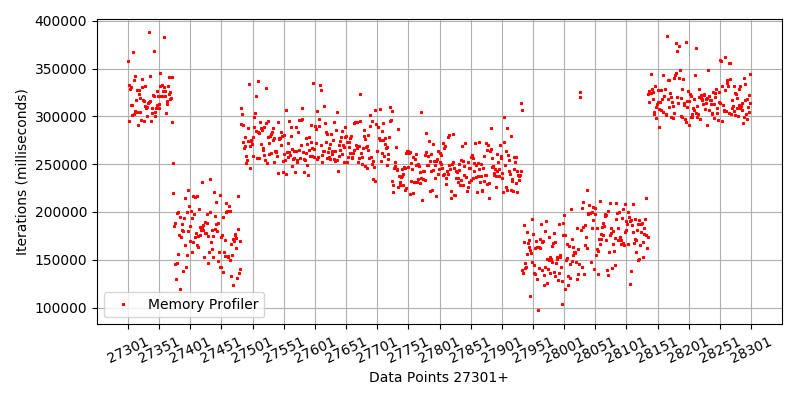 400000
350000
300000
250000
200000
150000
100000
Iterations (milliseconds)
Memory Profiler
27301 27351 27401 27451 27501 27551 27601 27651 27701 27751 27801 27851 27901 27951 28001 28051 28101 28151 28201 28251 28301
Data Points 27301+